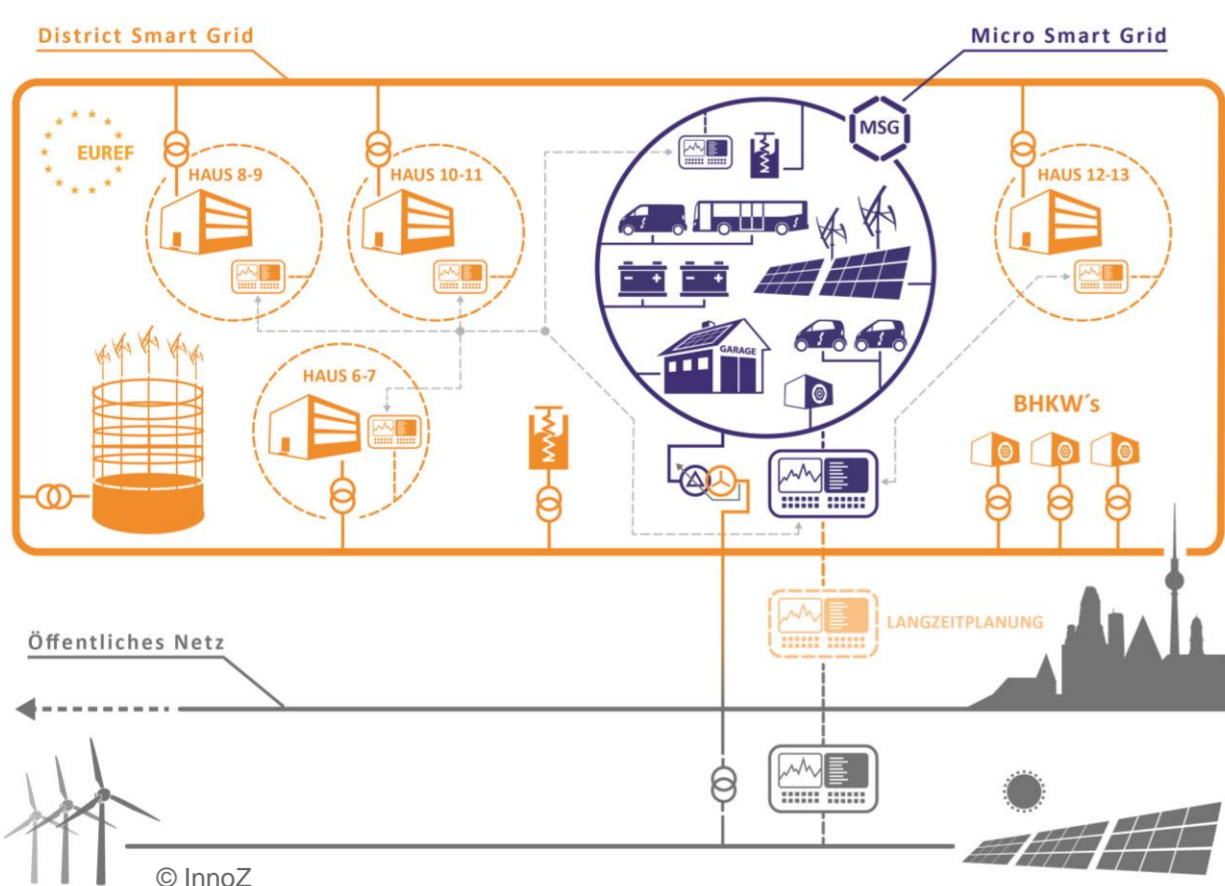 District Smart Grid
Micro Smart Grid
MSG
EUREF
HAUS 8-9
HAUS 10-11
HAUS 12-13
GARAGE
HAUS 6-7
BHKW´s
LANGZEITPLANUNG
Öffentliches Netz
© InnoZ